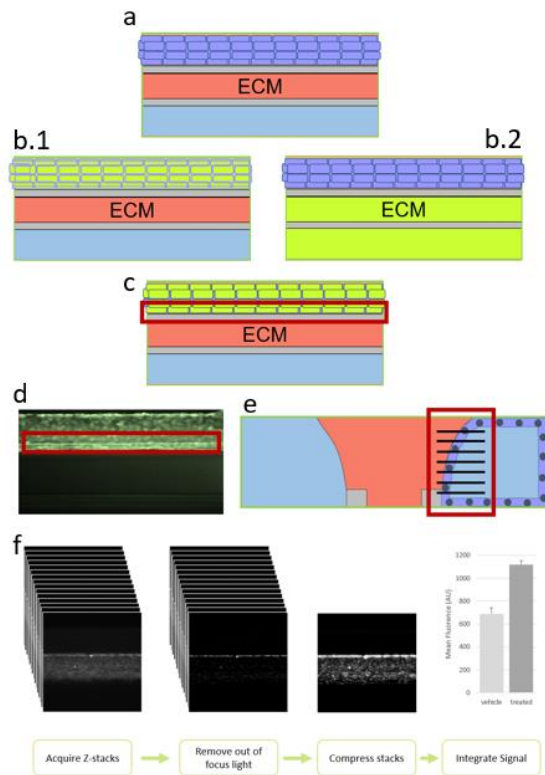 a
ECM
b.1
b.2
ECM
ECM
c
ECM
d
e
f
1200
1000
800
600
400
200
0
Mean Fluorence (AU)
vehicle
treated
Acquire Z-stacks
Remove out of
focus light
Compress stacks
Integrate Signal